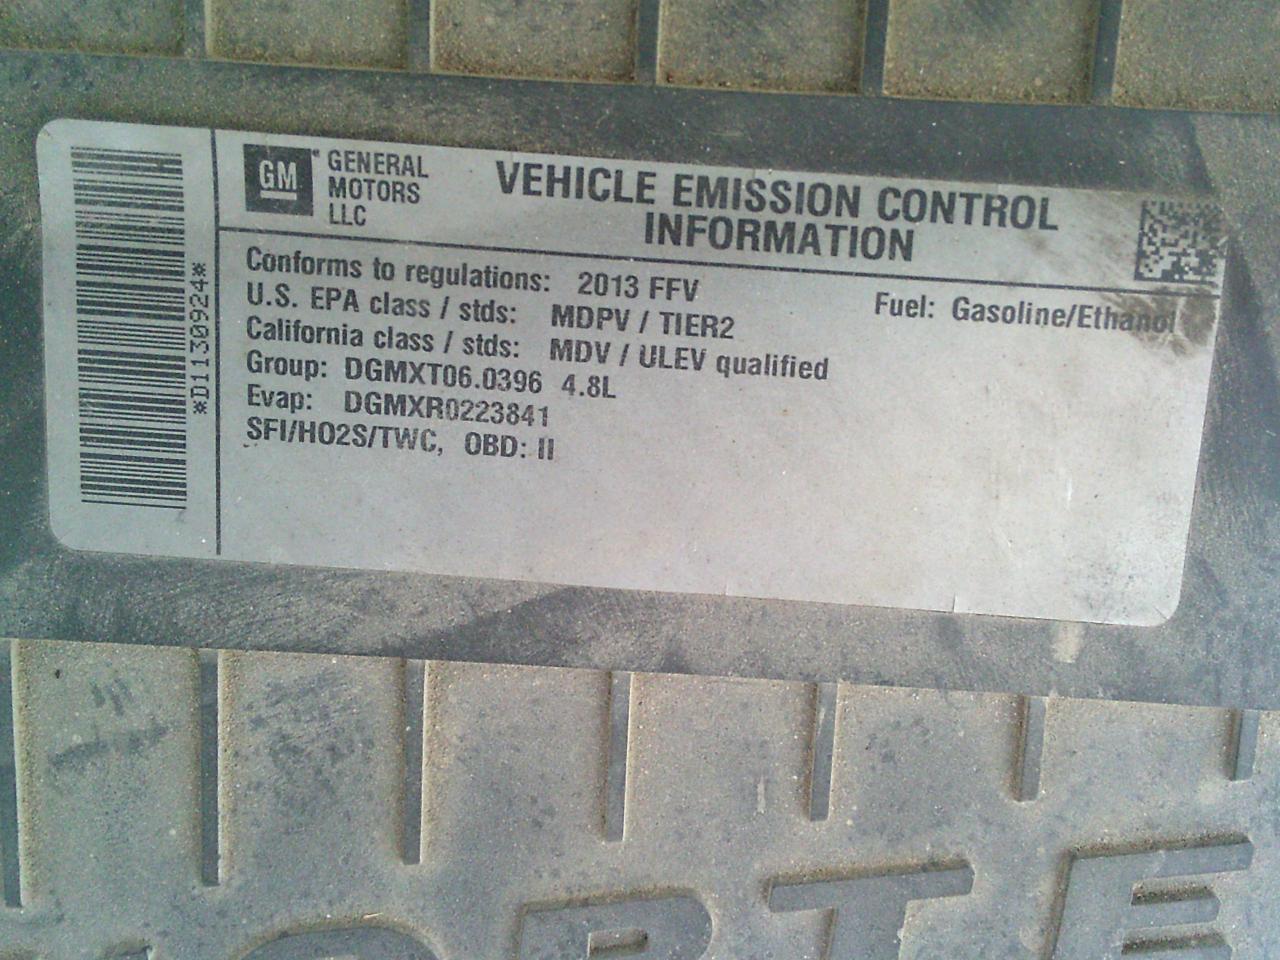 *D11309924*
GM GENERAL
MOTORS
LLC
VEHICLE EMISSION CONTROL
INFORMATION
Conforms to regulations: 2013 FFV
Fuel: Gasoline/Ethanol
U.S. EPA class / stds: MDPV / TIER2
California class / stds: MDV / ULEV qualified
Group: DGMXT06.0396 4.8L
Evap: DGMXR0223841
SFI/HO2S/TWC, OBD: II